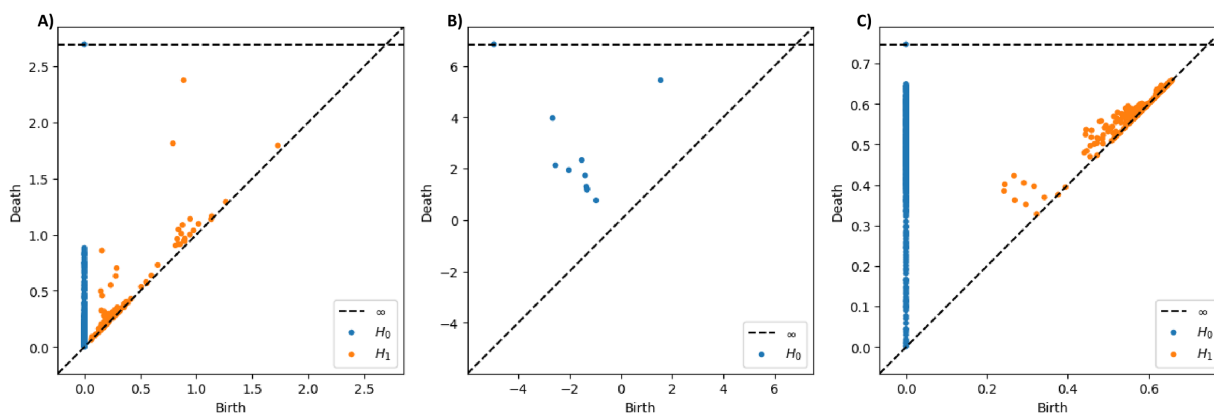 A)
2.5
2.0
1.5
1.0
0.5
0.0
Death
0.0 0.5 1.0 1.5 2.0 2.5
Birth
∞
H₀
H₁
B)
6
4
2
0
−2
−4
Death
−4 −2 0 2 4 6
Birth
∞
H₀
C)
0.7
0.6
0.5
0.4
0.3
0.2
0.1
0.0
Death
0.0 0.2 0.4 0.6
Birth
∞
H₀
H₁